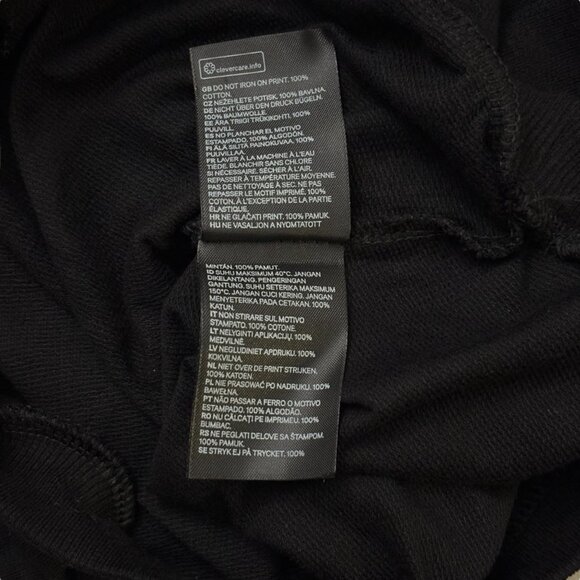 clevercare.info
GB DO NOT IRON ON PRINT. 100%
COTTON.
CZ NEŽEHLETE POTISK. 100% BAVLNA.
DE NICHT ÜBER DEN DRUCK BÜGELN.
100% BAUMWOLLE
EE ÄRA TRIIGI TRÜKKOHTI. 100%
PUUVILL.
ES NO PLANCHAR EL MOTIVO
ESTAMPADO. 100% ALGODÓN.
FI ÄLÄ SILITÄ PAINOKUVAA. 100%
PUUVILLAA.
FR LAVER À LA MACHINE À L'EAU
TIÈDE. BLANCHIR SANS CHLORE
SI NÉCESSAIRE. SÉCHER À L'AIR.
REPASSER À TEMPÉRATURE MOYENNE.
PAS DE NETTOYAGE À SEC. NE PAS
REPASSER LE MOTIF IMPRIMÉ. 100%
COTON. À L'EXCEPTION DE LA PARTIE
ÉLASTIQUE.
HR NE GLAČATI PRINT. 100% PAMUK.
HU NE VASALJON A NYOMTATOTT
MINTÁN. 100% PAMUT.
ID SUHU MAKSIMUM 40°C. JANGAN
DIKELANTANG. PENGERINGAN
GANTUNG. SUHU SETERIKA MAKSIMUM
150°C. JANGAN CUCI KERING. JANGAN
MENYETERIKA PADA CETAKAN. 100%
KATUN.
IT NON STIRARE SUL MOTIVO
STAMPATO. 100% COTONE.
LT NELYGINTI APLIKACIJŲ. 100%
MEDVILNĖ.
LV NEGLUDINIET APDRUKU. 100%
KOKVILNA.
NL NIET OVER DE PRINT STRIJKEN.
100% KATOEN.
PL NIE PRASOWAĆ PO NADRUKU. 100%
BAWEŁNA.
PT NÃO PASSAR A FERRO O MOTIVO
ESTAMPADO. 100% ALGODÃO.
RO NU CĂLCAȚI PE IMPRIMEU. 100%
BUMBAC.
RS NE PEGLATI DELOVE SA ŠTAMPOM.
100% PAMUK.
SE STRYK EJ PÅ TRYCKET. 100%